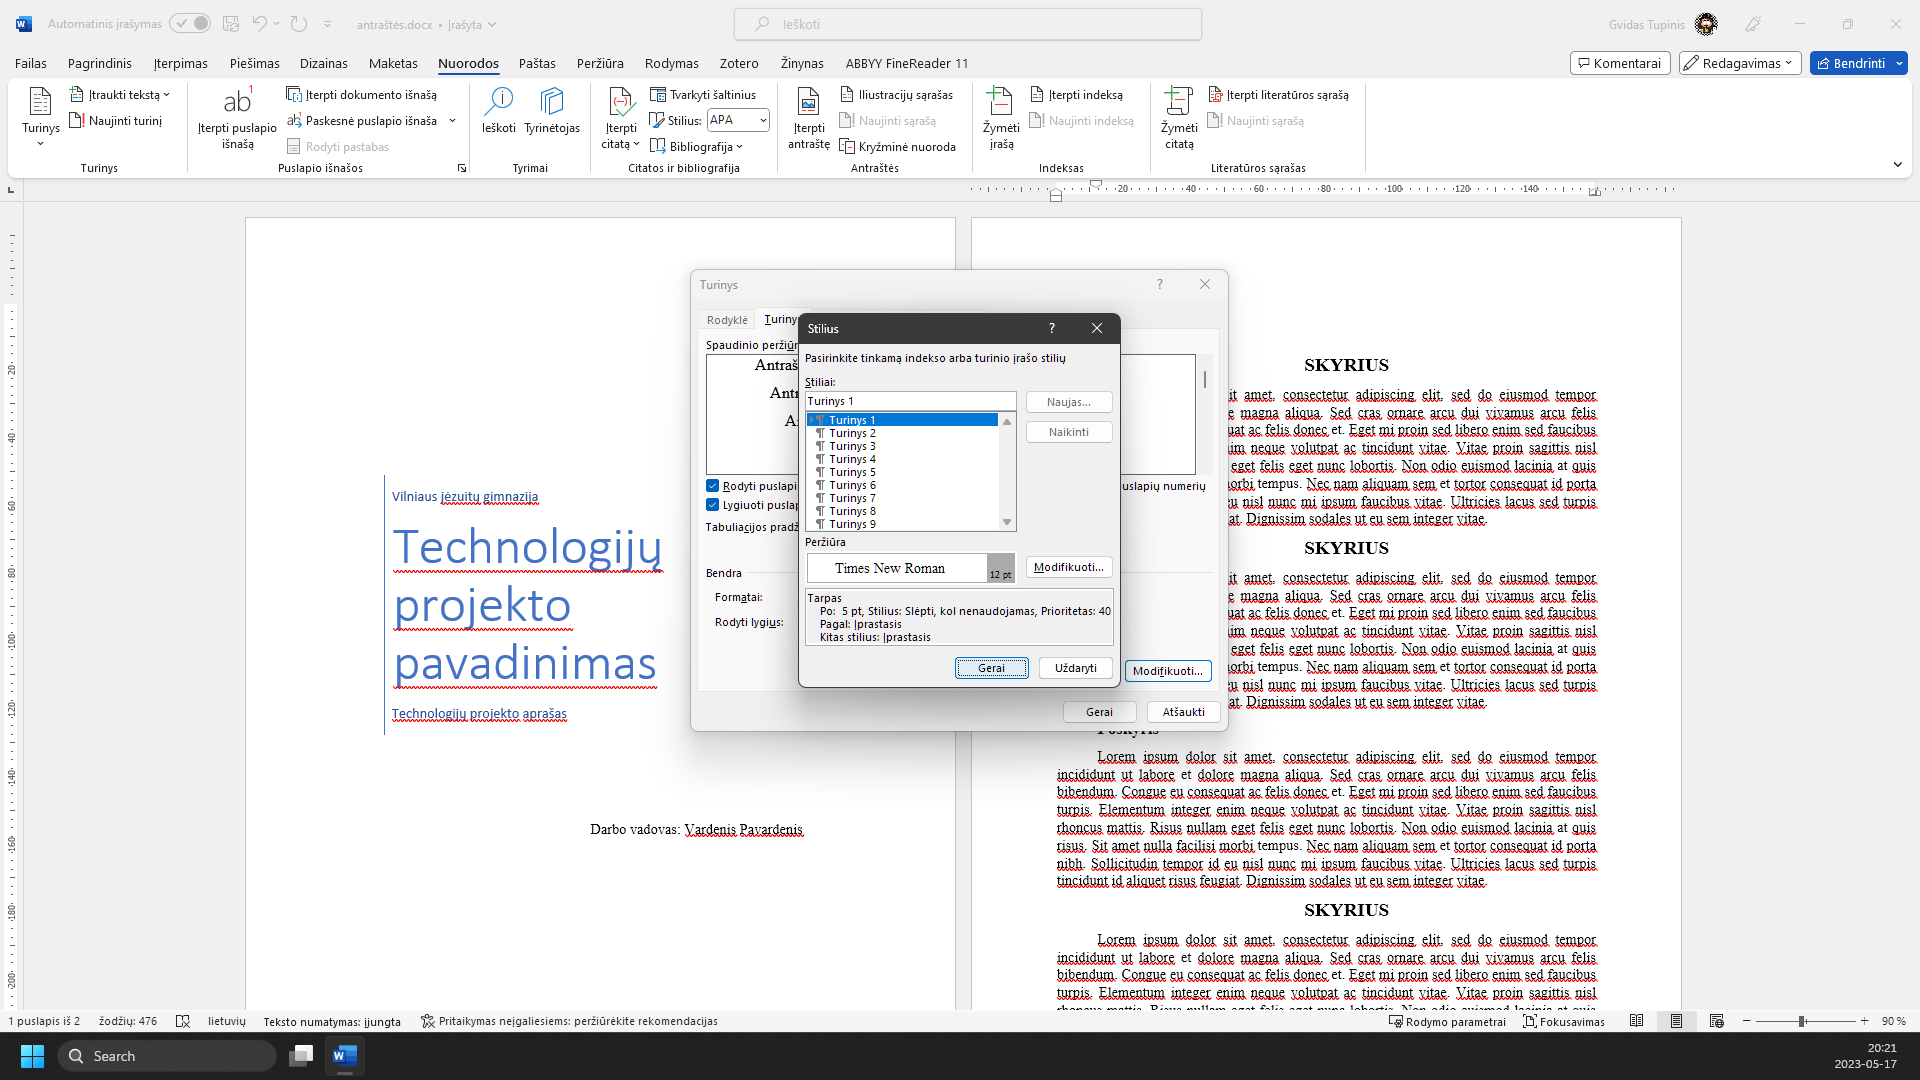 Automatinis įrašymas
antraštės.docx • Įrašyta
Ieškoti
Gvidas Tupinis
Failas Pagrindinis Įterpimas Piešimas Dizainas Maketas Nuorodos Paštas Peržiūra Rodymas Zotero Žinynas ABBYY FineReader 11
Komentarai Redagavimas Bendrinti
Turinys
Įtraukti tekstą
Naujinti turinį
Turinys
ab
1
Įterpti puslapio
išnašą
Įterpti dokumento išnašą
Paskesnė puslapio išnaša
Rodyti pastabas
Puslapio išnašos
Ieškoti Tyrinėtojas
Tyrimai
Įterpti
citatą
Tvarkyti šaltinius
Stilius: APA
Bibliografija
Citatos ir bibliografija
Įterpti
antraštę
Iliustracijų sąrašas
Naujinti sąrašą
Kryžminė nuoroda
Antraštės
Žymėti
įrašą
Įterpti indeksą
Naujinti indeksą
Indeksas
Žymėti
citatą
Įterpti literatūros sąrašą
Naujinti sąrašą
Literatūros sąrašas
20 40 60 80 100 120 140
20
40
60
80
100
120
140
160
180
200
Vilniaus jėzuitų gimnazija
Technologijų
projekto
pavadinimas
Technologijų projekto aprašas
Darbo vadovas: Vardenis Pavardenis
Turinys
?
Rodyklė Turiny
Spaudinio peržiūr
Antraš
Antr
A
Rodyti puslapi
Lygiuoti puslap
Tabuliacijos pradž
uslapių numerių
Bendra
Formatai:
Rodyti lygius:
Modifikuoti...
Gerai Atšaukti
Stilius
?
Pasirinkite tinkamą indekso arba turinio įrašo stilių
Stiliai:
Turinys 1
Turinys 1
Turinys 2
Turinys 3
Turinys 4
Turinys 5
Turinys 6
Turinys 7
Turinys 8
Turinys 9
Naujas...
Naikinti
Peržiūra
Times New Roman
12 pt
Modifikuoti...
Tarpas
Po: 5 pt, Stilius: Slėpti, kol nenaudojamas, Prioritetas: 40
Pagal: Įprastasis
Kitas stilius: Įprastasis
Gerai Uždaryti
SKYRIUS
it amet, consectetur adipiscing elit, sed do eiusmod tempor
magna aliqua. Sed cras ornare arcu dui vivamus arcu felis
uat ac felis donec et. Eget mi proin sed libero enim sed faucibus
im neque volutpat ac tincidunt vitae. Vitae proin sagittis nisl
eget felis eget nunc lobortis. Non odio euismod lacinia at quis
orbi tempus. Nec nam aliquam sem et tortor consequat id porta
u nisl nunc mi ipsum faucibus vitae. Ultricies lacus sed turpis
at. Dignissim sodales ut eu sem integer vitae.
SKYRIUS
it amet, consectetur adipiscing elit, sed do eiusmod tempor
magna aliqua. Sed cras ornare arcu dui vivamus arcu felis
uat ac felis donec et. Eget mi proin sed libero enim sed faucibus
im neque volutpat ac tincidunt vitae. Vitae proin sagittis nisl
eget felis eget nunc lobortis. Non odio euismod lacinia at quis
orbi tempus. Nec nam aliquam sem et tortor consequat id porta
u nisl nunc mi ipsum faucibus vitae. Ultricies lacus sed turpis
at. Dignissim sodales ut eu sem integer vitae.
Poskyris
Lorem ipsum dolor sit amet, consectetur adipiscing elit, sed do eiusmod tempor
incididunt ut labore et dolore magna aliqua. Sed cras ornare arcu dui vivamus arcu felis
bibendum. Congue eu consequat ac felis donec et. Eget mi proin sed libero enim sed faucibus
turpis. Elementum integer enim neque volutpat ac tincidunt vitae. Vitae proin sagittis nisl
rhoncus mattis. Risus nullam eget felis eget nunc lobortis. Non odio euismod lacinia at quis
risus. Sit amet nulla facilisi morbi tempus. Nec nam aliquam sem et tortor consequat id porta
nibh. Sollicitudin tempor id eu nisl nunc mi ipsum faucibus vitae. Ultricies lacus sed turpis
tincidunt id aliquet risus feugiat. Dignissim sodales ut eu sem integer vitae.
SKYRIUS
Lorem ipsum dolor sit amet, consectetur adipiscing elit, sed do eiusmod tempor
incididunt ut labore et dolore magna aliqua. Sed cras ornare arcu dui vivamus arcu felis
bibendum. Congue eu consequat ac felis donec et. Eget mi proin sed libero enim sed faucibus
turpis. Elementum integer enim neque volutpat ac tincidunt vitae. Vitae proin sagittis nisl
1 puslapis iš 2 žodžių: 476 lietuvių Teksto numatymas: įjungta Pritaikymas neįgaliesiems: peržiūrėkite rekomendacijas
Rodymo parametrai Fokusavimas 90 %
Search
20:21
2023-05-17